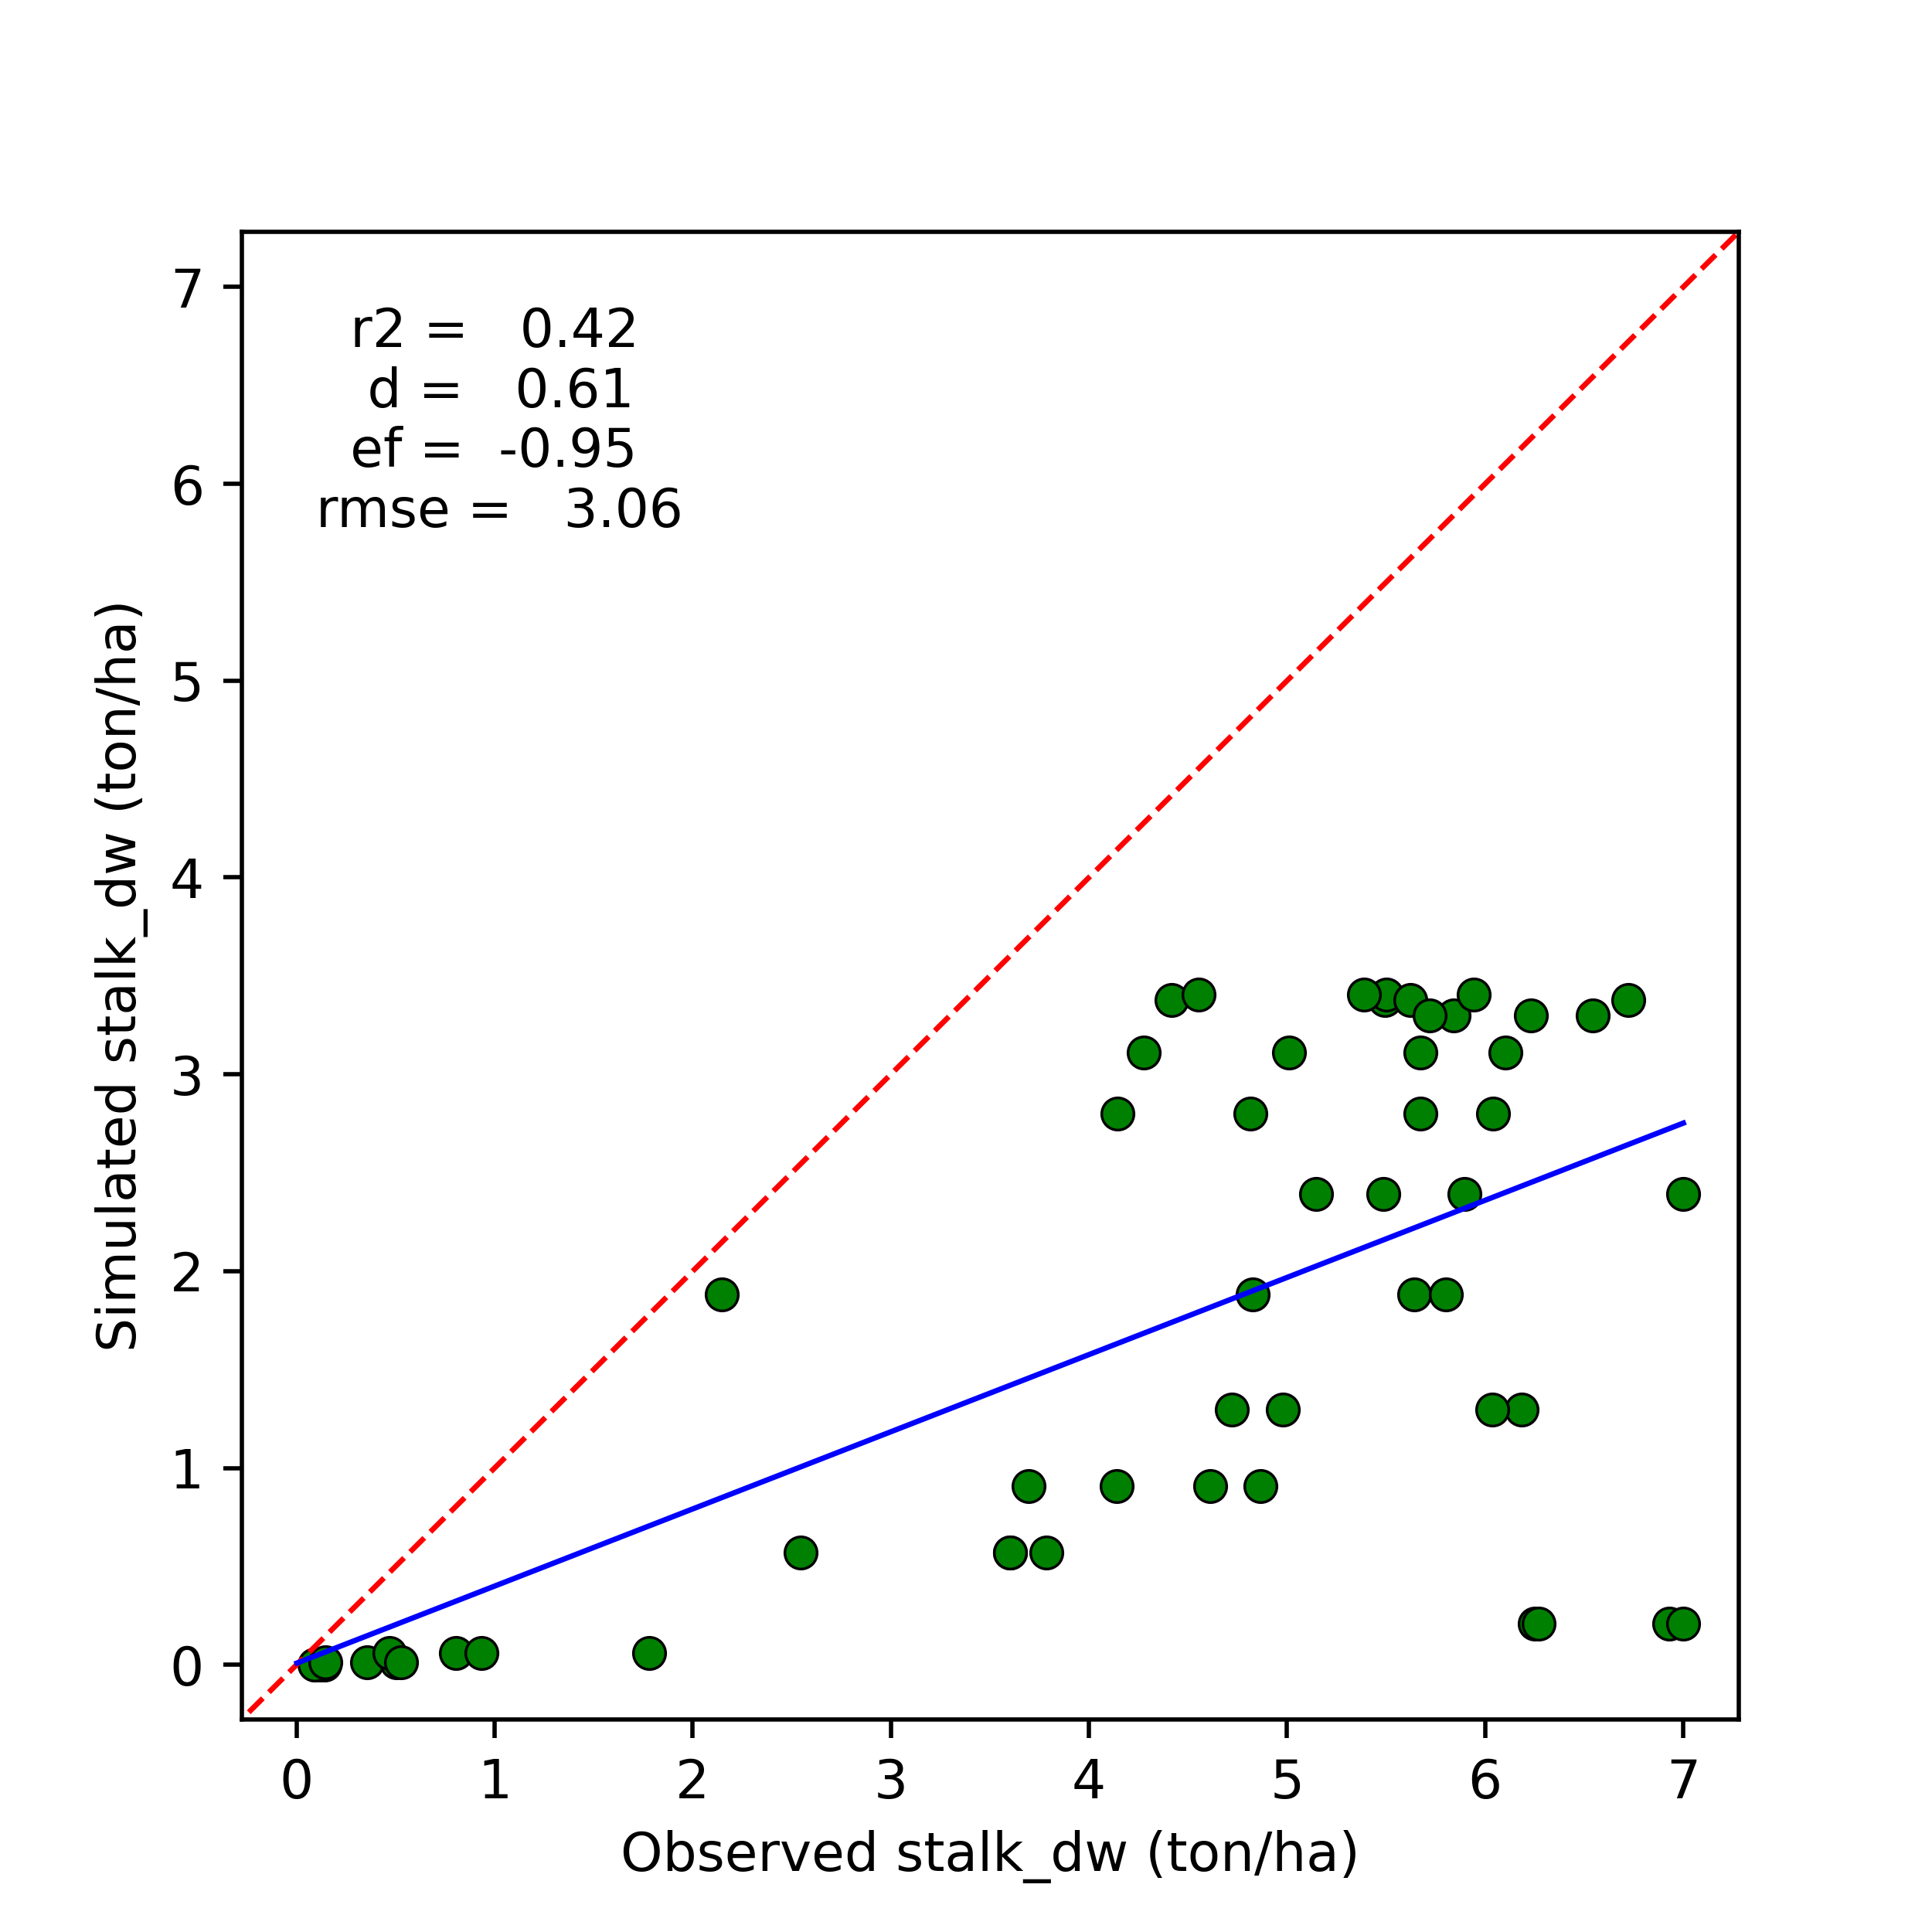 r2 = 0.42
d = 0.61
ef = -0.95
rmse = 3.06
7
6
5
4
3
2
1
0
Simulated stalk_dw (ton/ha)
0 1 2 3 4 5 6 7
Observed stalk_dw (ton/ha)